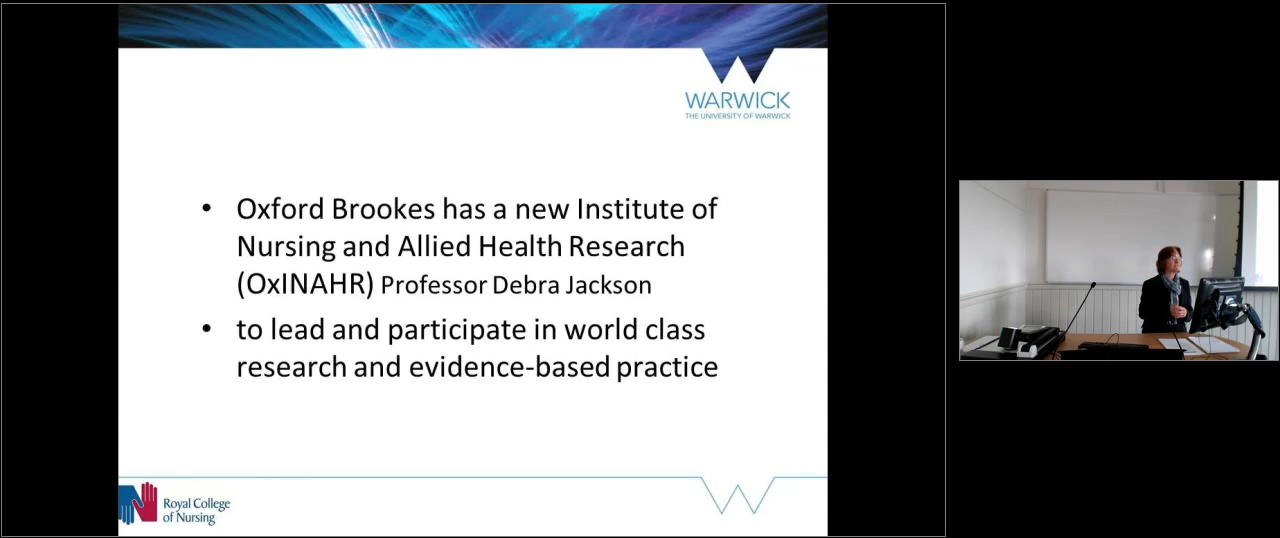 WARWICK
THE UNIVERSITY OF WARWICK
• Oxford Brookes has a new Institute of
Nursing and Allied Health Research
(OxINAHR) Professor Debra Jackson
• to lead and participate in world class
research and evidence-based practice
Royal College
of Nursing